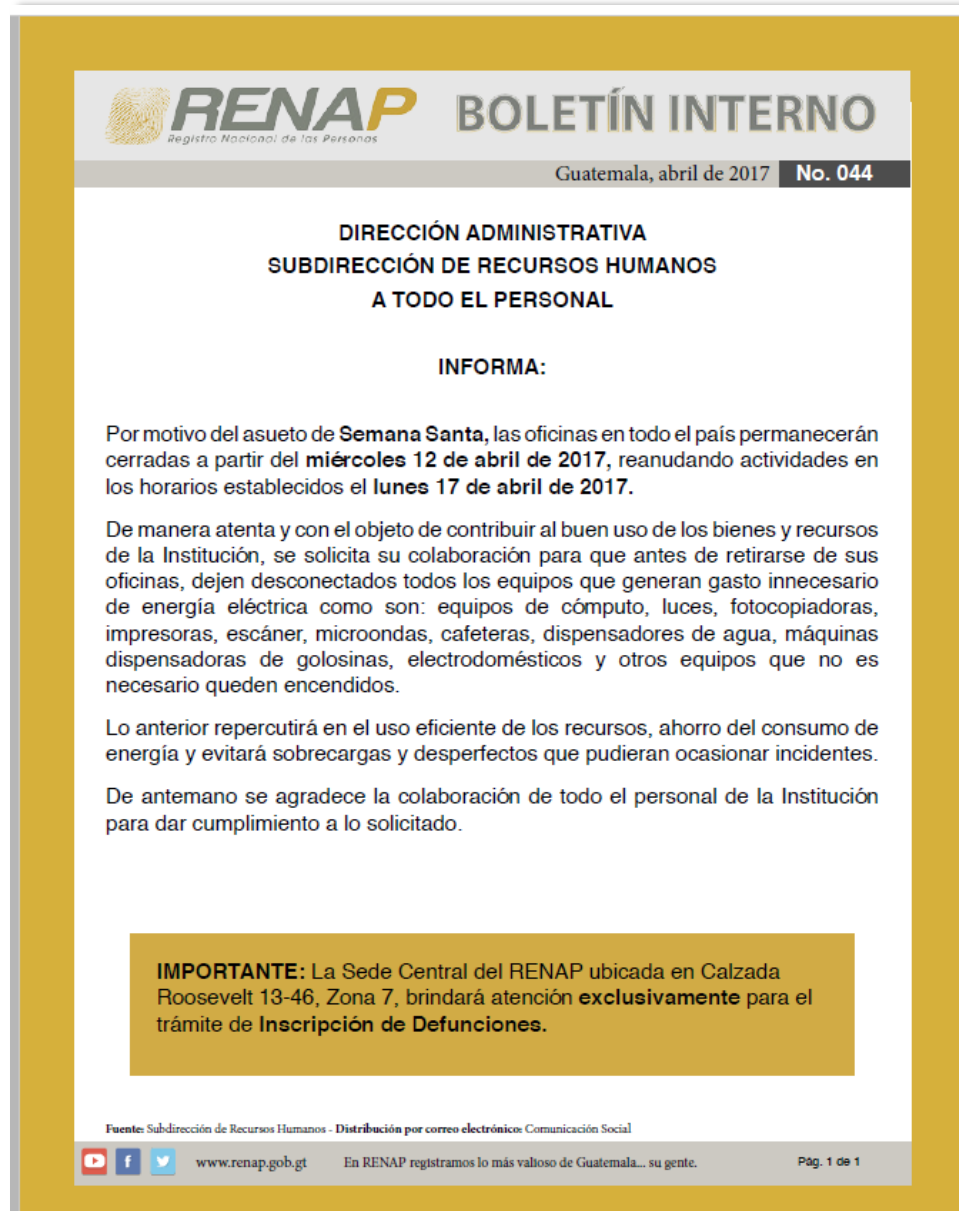 RENAP
Registro Nacional de las Personas
BOLETÍN INTERNO
Guatemala, abril de 2017 No. 044
DIRECCIÓN ADMINISTRATIVA
SUBDIRECCIÓN DE RECURSOS HUMANOS
A TODO EL PERSONAL
INFORMA:
Por motivo del asueto de Semana Santa, las oficinas en todo el país permanecerán
cerradas a partir del miércoles 12 de abril de 2017, reanudando actividades en
los horarios establecidos el lunes 17 de abril de 2017.
De manera atenta y con el objeto de contribuir al buen uso de los bienes y recursos
de la Institución, se solicita su colaboración para que antes de retirarse de sus
oficinas, dejen desconectados todos los equipos que generan gasto innecesario
de energía eléctrica como son: equipos de cómputo, luces, fotocopiadoras,
impresoras, escáner, microondas, cafeteras, dispensadores de agua, máquinas
dispensadoras de golosinas, electrodomésticos y otros equipos que no es
necesario queden encendidos.
Lo anterior repercutirá en el uso eficiente de los recursos, ahorro del consumo de
energía y evitará sobrecargas y desperfectos que pudieran ocasionar incidentes.
De antemano se agradece la colaboración de todo el personal de la Institución
para dar cumplimiento a lo solicitado.
IMPORTANTE: La Sede Central del RENAP ubicada en Calzada
Roosevelt 13-46, Zona 7, brindará atención exclusivamente para el
trámite de Inscripción de Defunciones.
Fuente: Subdirección de Recursos Humanos - Distribución por correo electrónico: Comunicación Social
www.renap.gob.gt En RENAP registramos lo más valioso de Guatemala... su gente. Pág. 1 de 1